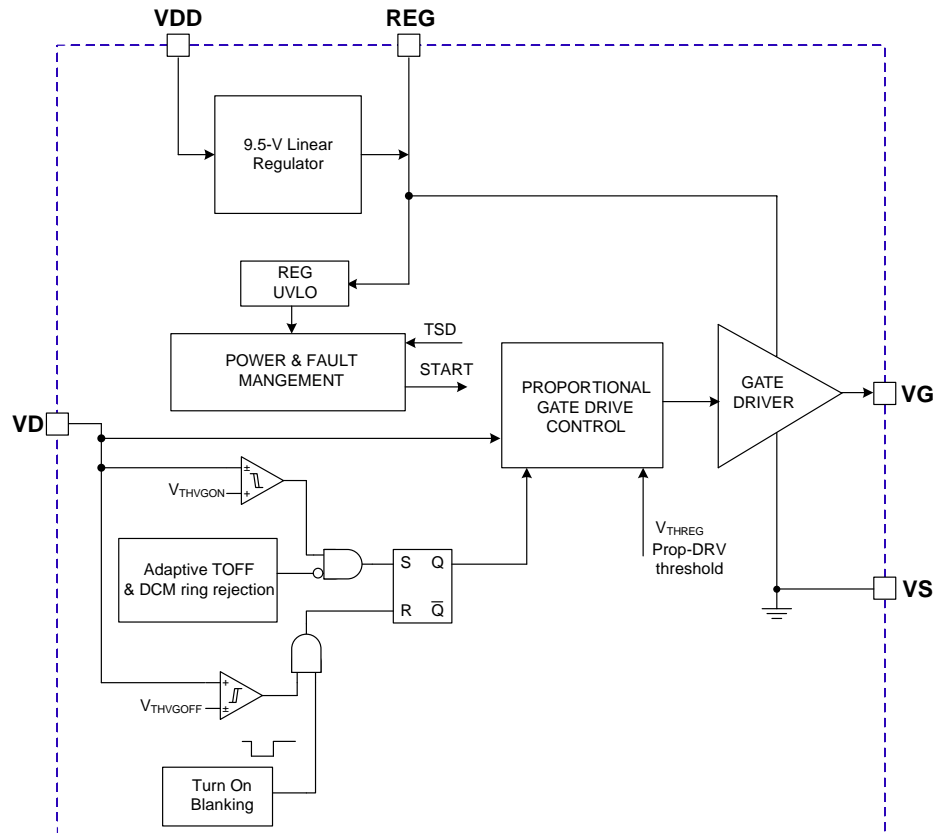 VDD
REG
9.5-V Linear
Regulator
REG
UVLO
TSD
POWER & FAULT
MANGEMENT
START
PROPORTIONAL
GATE DRIVE
CONTROL
GATE
DRIVER
VG
VD
±
+
VTHVGON
VTHREG
Prop-DRV
threshold
Adaptive TOFF
& DCM ring rejection
S Q
R Q̅
VS
+
±
VTHVGOFF
Turn On
Blanking